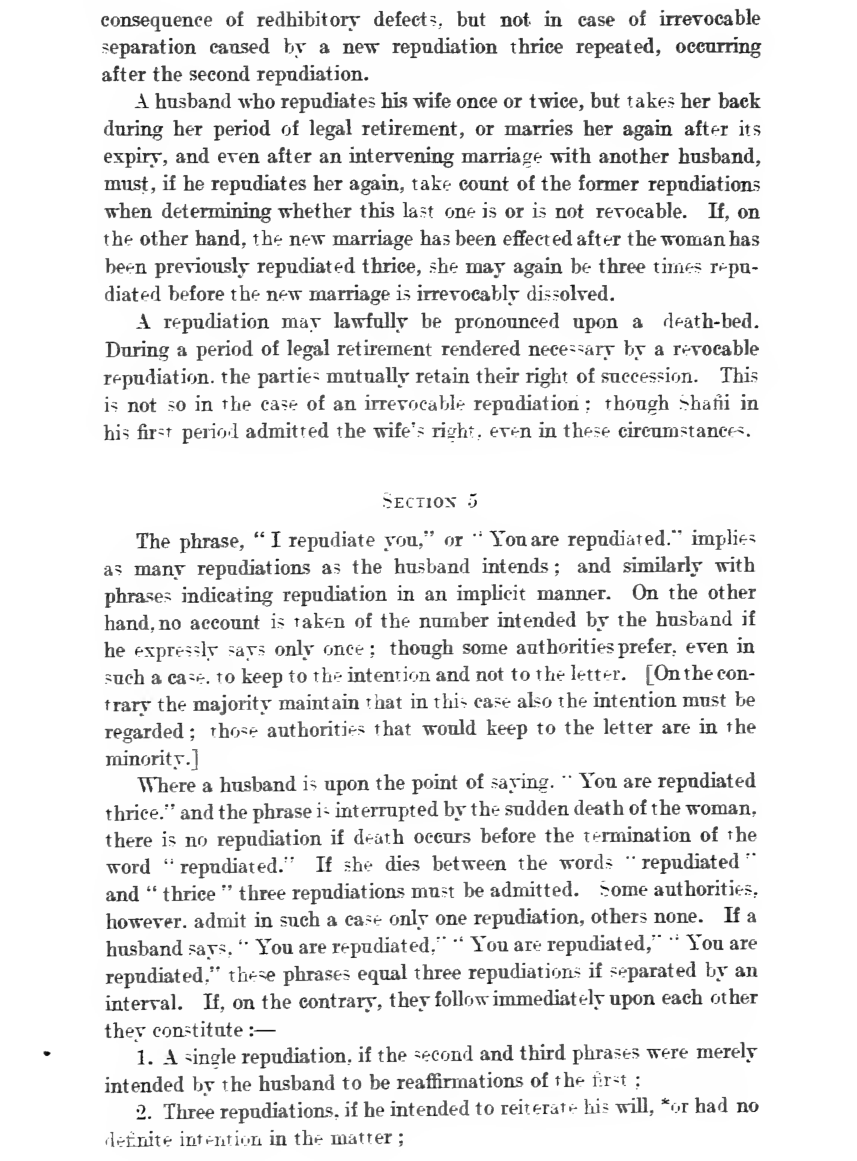 consequence of redhibitory defects, but not in case of irrevocable
separation caused by a new repudiation thrice repeated, occurring
after the second repudiation.
A husband who repudiates his wife once or twice, but takes her back
during her period of legal retirement, or marries her again after its
expiry, and even after an intervening marriage with another husband,
must, if he repudiates her again, take count of the former repudiations
when determining whether this last one is or is not revocable. If, on
the other hand, the new marriage has been effected after the woman has
been previously repudiated thrice, she may again be three times repu-
diated before the new marriage is irrevocably dissolved.
A repudiation may lawfully be pronounced upon a death-bed.
During a period of legal retirement rendered necessary by a revocable
repudiation, the parties mutually retain their right of succession. This
is not so in the case of an irrevocable repudiation; though Shafii in
his first period admitted the wife's right, even in these circumstances.
SECTION 5
The phrase, "I repudiate you," or "You are repudiated." implies
as many repudiations as the husband intends; and similarly with
phrases indicating repudiation in an implicit manner. On the other
hand, no account is taken of the number intended by the husband if
he expressly says only once; though some authorities prefer, even in
such a case, to keep to the intention and not to the letter. [On the con-
trary the majority maintain that in this case also the intention must be
regarded; those authorities that would keep to the letter are in the
minority.]
Where a husband is upon the point of saying, "You are repudiated
thrice." and the phrase is interrupted by the sudden death of the woman,
there is no repudiation if death occurs before the termination of the
word "repudiated." If she dies between the words "repudiated"
and "thrice" three repudiations must be admitted. Some authorities,
however, admit in such a case only one repudiation, others none. If a
husband says, "You are repudiated," "You are repudiated," "You are
repudiated," these phrases equal three repudiations if separated by an
interval. If, on the contrary, they follow immediately upon each other
they constitute :—
1. A single repudiation, if the second and third phrases were merely
intended by the husband to be reaffirmations of the first;
2. Three repudiations, if he intended to reiterate his will, *or had no
definite intention in the matter;